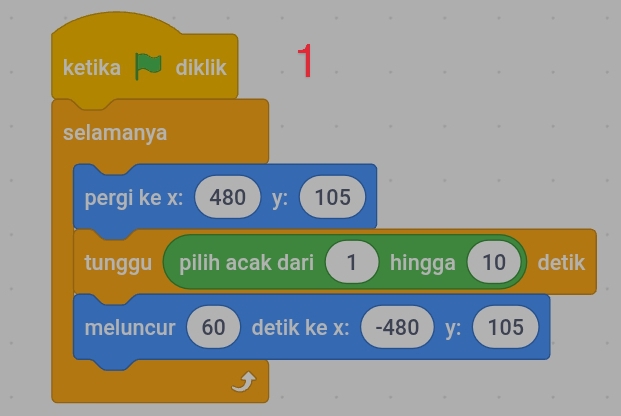 ketika diklik 1
selamanya
pergi ke x: 480 y: 105
tunggu pilih acak dari 1 hingga 10 detik
meluncur 60 detik ke x: -480 y: 105